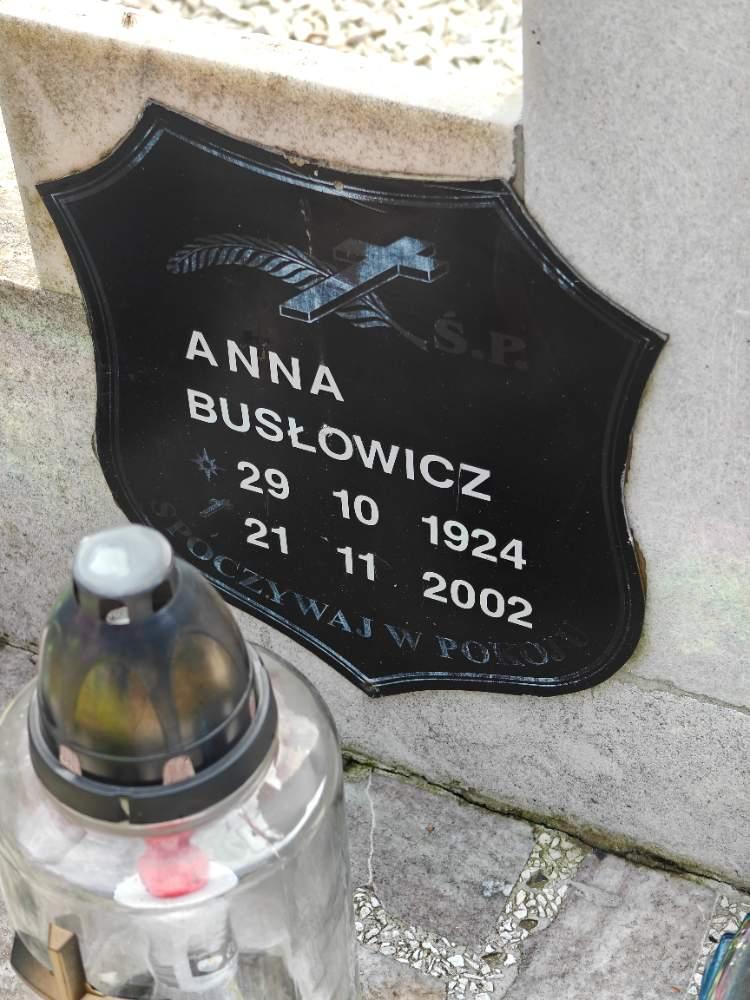 Ś.P.
ANNA
BUSŁOWICZ
29 10 1924
21 11 2002
SPOCZYWAJ W POKOJU